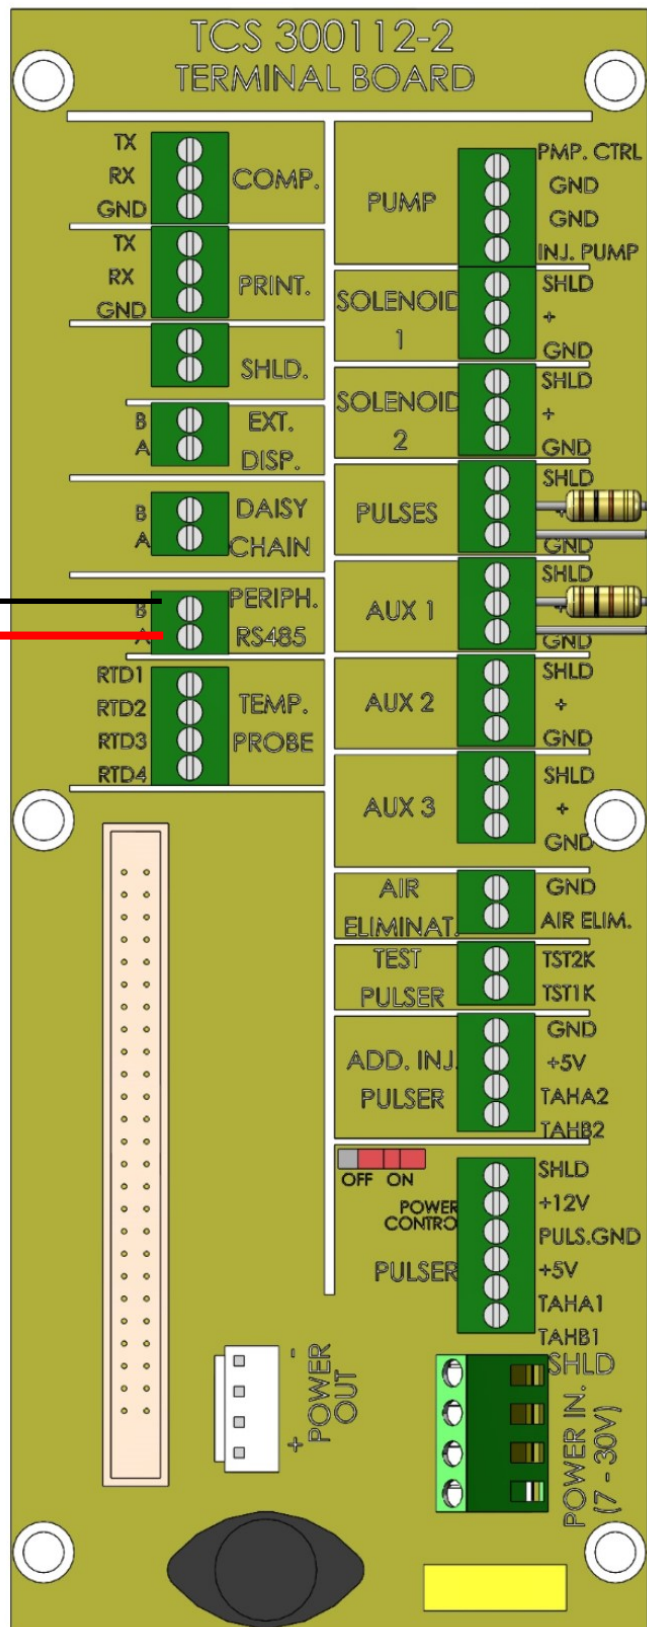 TCS 300112-2
TERMINAL BOARD
TX
RX
GND
COMP.
TX
RX
GND
PRINT.
SHLD.
B
A
EXT.
DISP.
B
A
DAISY
CHAIN
B
A
PERIPH.
RS485
RTD1
RTD2
RTD3
RTD4
TEMP.
PROBE
PUMP
PMP. CTRL
GND
GND
INJ. PUMP
SOLENOID
1
SHLD
+
GND
SOLENOID
2
SHLD
+
GND
PULSES
SHLD
GND
AUX 1
SHLD
GND
AUX 2
SHLD
+
GND
AUX 3
SHLD
+
GND
AIR
ELIMINAT.
GND
AIR ELIM.
TEST
PULSER
TST2K
TST1K
ADD. INJ.
PULSER
GND
+5V
TAHA2
TAHB2
OFF ON
POWER
CONTRO
PULSER
SHLD
+12V
PULS.GND
+5V
TAHA1
TAHB1
- +
POWER
OUT
SHLD
POWER IN.
(7 - 30V)